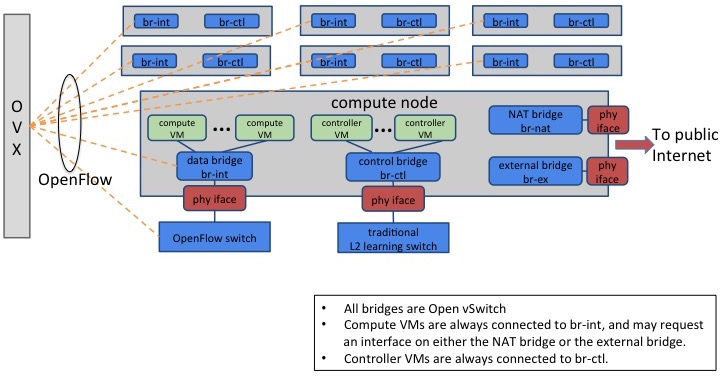 br-int br-ctl br-int br-ctl br-int br-ctl
br-int br-ctl br-int br-ctl br-int br-ctl
O
V
X
OpenFlow
compute node
compute
VM
...
compute
VM
controller
VM
...
controller
VM
NAT bridge
br-nat
phy
iface
data bridge
br-int
control bridge
br-ctl
external bridge
br-ex
phy
iface
To public
Internet
phy iface
phy iface
OpenFlow switch
traditional
L2 learning switch
• All bridges are Open vSwitch
• Compute VMs are always connected to br-int, and may request
an interface on either the NAT bridge or the external bridge.
• Controller VMs are always connected to br-ctl.